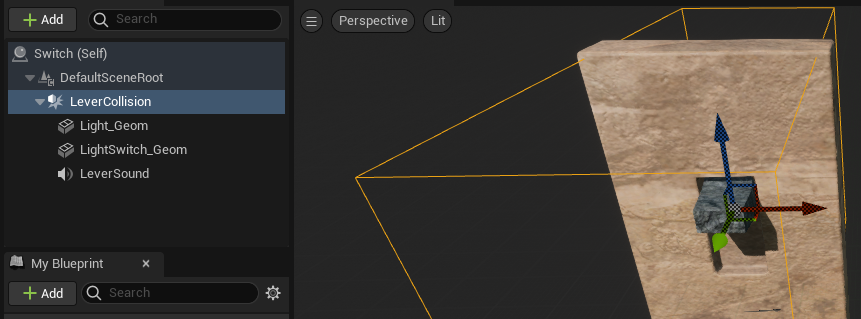 Add
Search
Switch (Self)
DefaultSceneRoot
LeverCollision
Light_Geom
LightSwitch_Geom
LeverSound
My Blueprint
Add
Search
Perspective
Lit